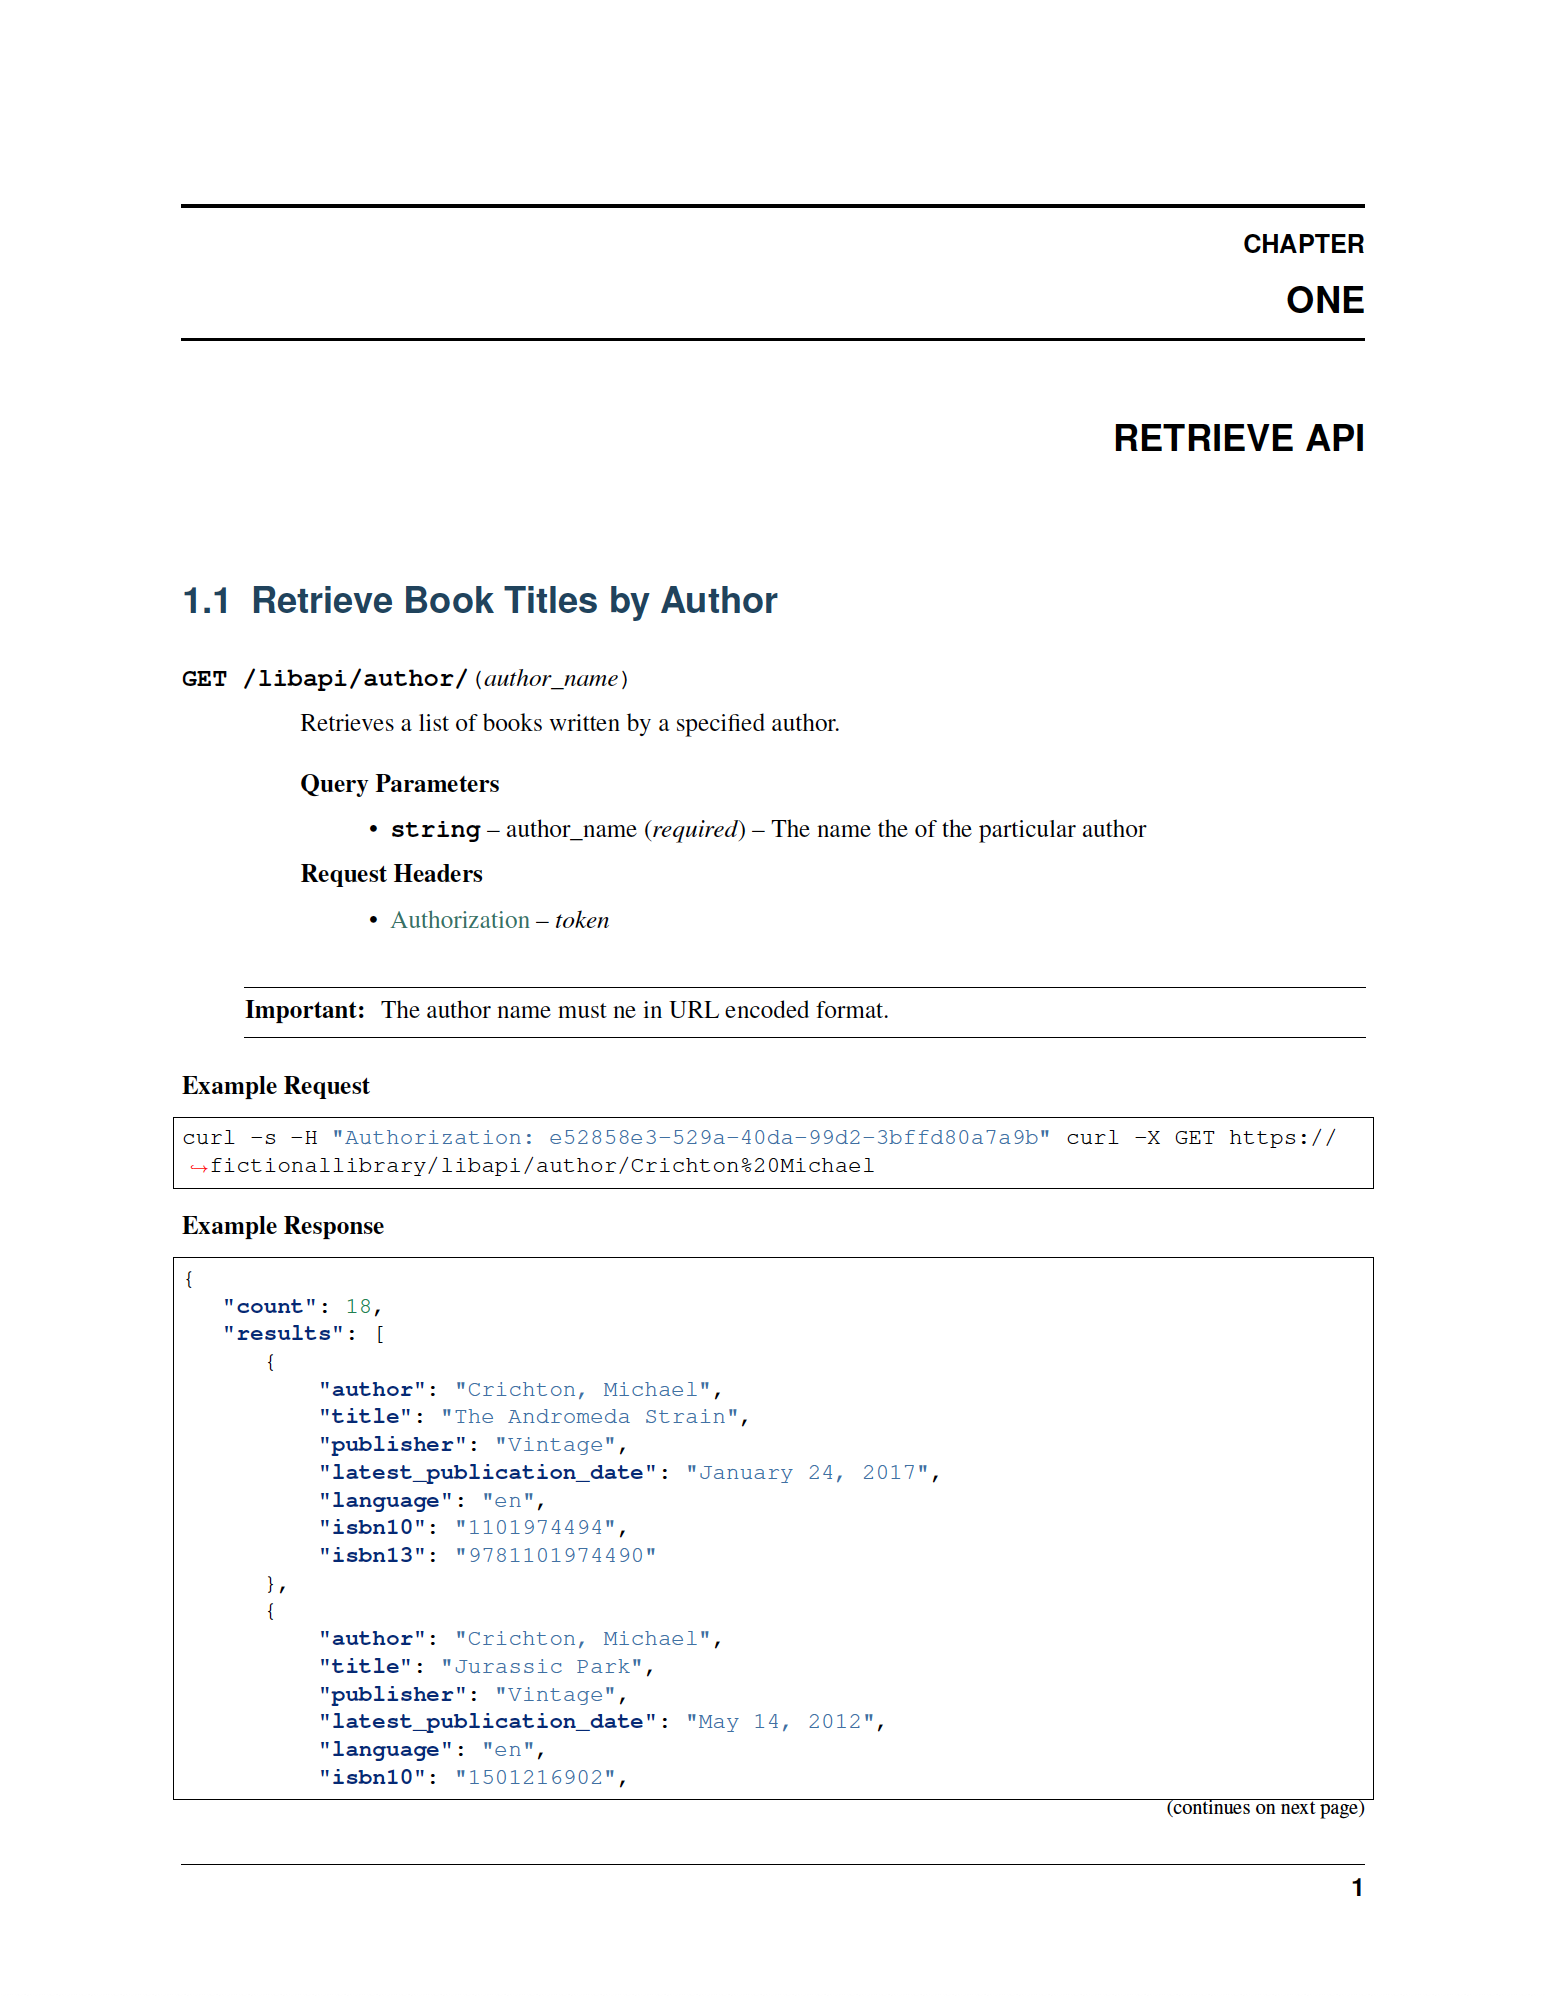 CHAPTER
ONE
RETRIEVE API
1.1 Retrieve Book Titles by Author
GET /libapi/author/(author_name)
Retrieves a list of books written by a specified author.
Query Parameters
• string – author_name (required) – The name the of the particular author
Request Headers
• Authorization – token
Important: The author name must ne in URL encoded format.
Example Request
curl -s -H "Authorization: e52858e3-529a-40da-99d2-3bffd80a7a9b" curl -X GET https://
↪fictionallibrary/libapi/author/Crichton%20Michael
Example Response
{
"count": 18,
"results": [
{
"author": "Crichton, Michael",
"title": "The Andromeda Strain",
"publisher": "Vintage",
"latest_publication_date": "January 24, 2017",
"language": "en",
"isbn10": "1101974494",
"isbn13": "9781101974490"
},
{
"author": "Crichton, Michael",
"title": "Jurassic Park",
"publisher": "Vintage",
"latest_publication_date": "May 14, 2012",
"language": "en",
"isbn10": "1501216902",
(continues on next page)
1